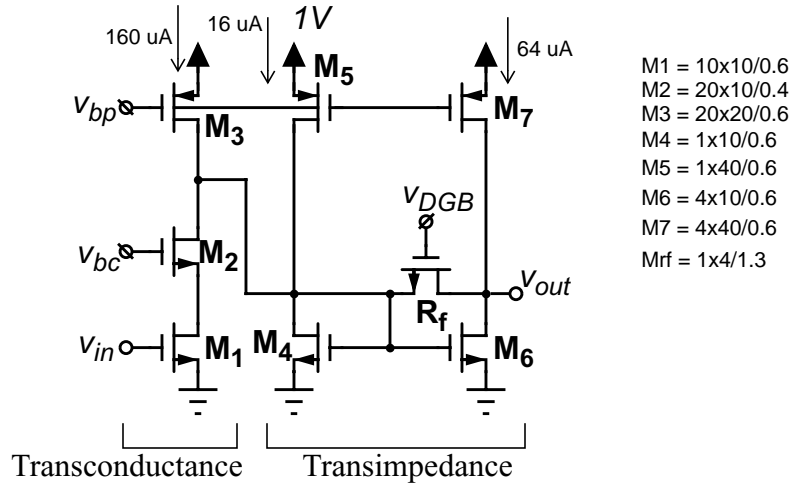 160 uA
16 uA
1V
64 uA
M5
vbp
M3
M7
vDGB
vbc
M2
vout
Rf
vin
M1
M4
M6
Transconductance
Transimpedance
M1 = 10x10/0.6
M2 = 20x10/0.4
M3 = 20x20/0.6
M4 = 1x10/0.6
M5 = 1x40/0.6
M6 = 4x10/0.6
M7 = 4x40/0.6
Mrf = 1x4/1.3